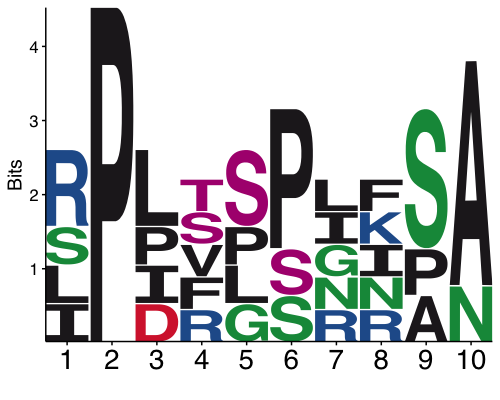 Bits
4
3
2
1
R S L I
P
L P I D
T S V F R
S P L G
P S S
L I G N R
F K I N R
S P A
A N
1 2 3 4 5 6 7 8 9 10